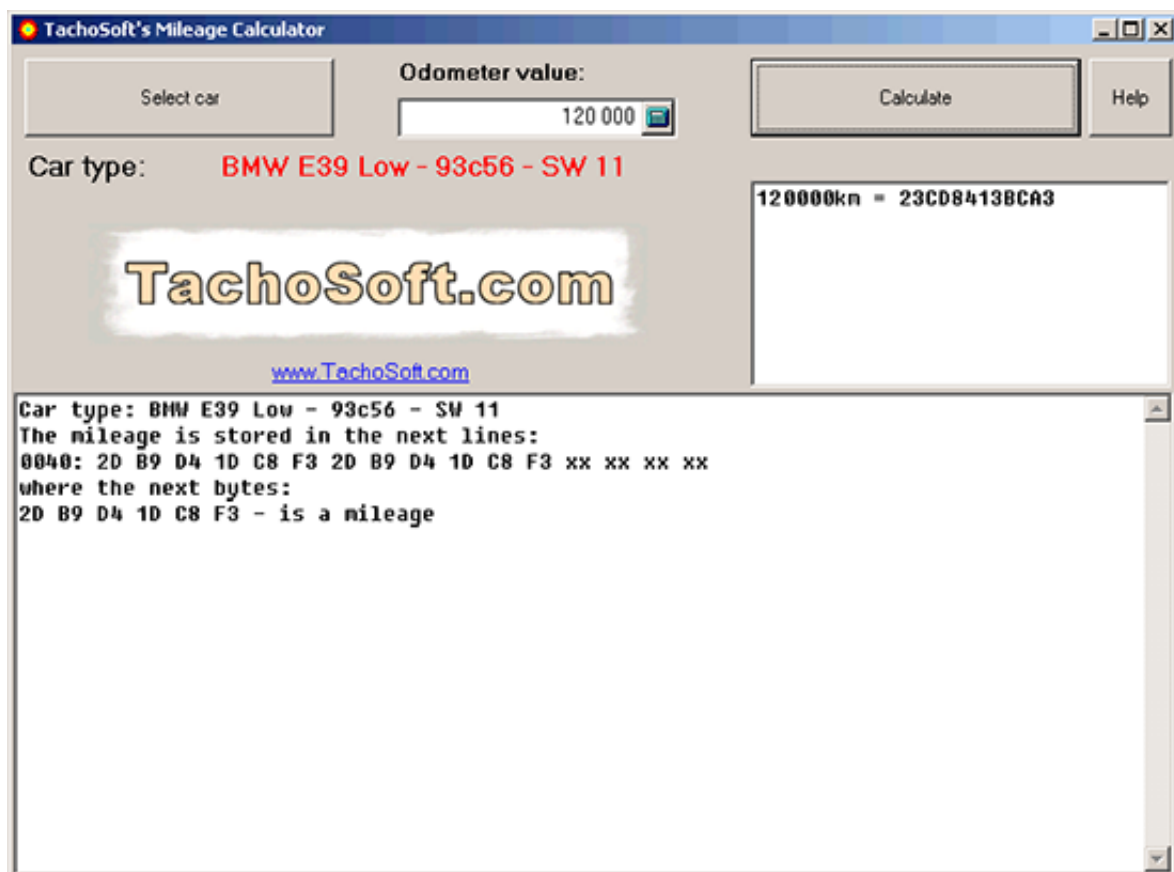 TachoSoft's Mileage Calculator
Select car
Odometer value:
120 000
Calculate
Help
Car type: BMW E39 Low - 93c56 - SW 11
120000km = 23CD8413BCA3
TachoSoft.com
www.TachoSoft.com
Car type: BMW E39 Low - 93c56 - SW 11
The mileage is stored in the next lines:
0040: 2D B9 D4 1D C8 F3 2D B9 D4 1D C8 F3 xx xx xx xx
where the next bytes:
2D B9 D4 1D C8 F3 - is a mileage